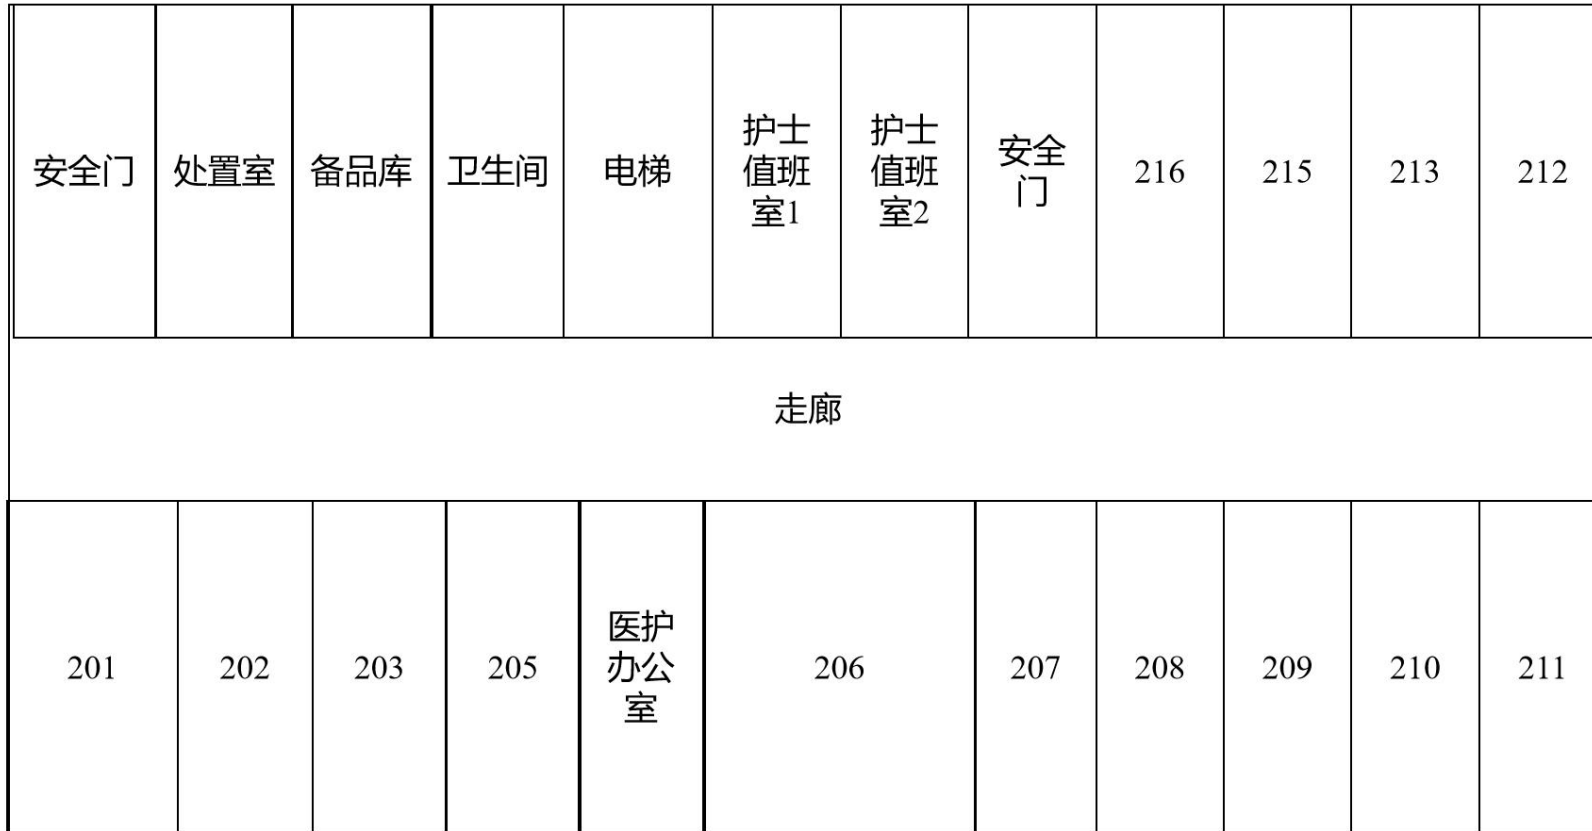 安全门
处置室
备品库
卫生间
电梯
护士
值班
室1
护士
值班
室2
安全
门
216
215
213
212
走廊
201
202
203
205
医护
办公
室
206
207
208
209
210
211